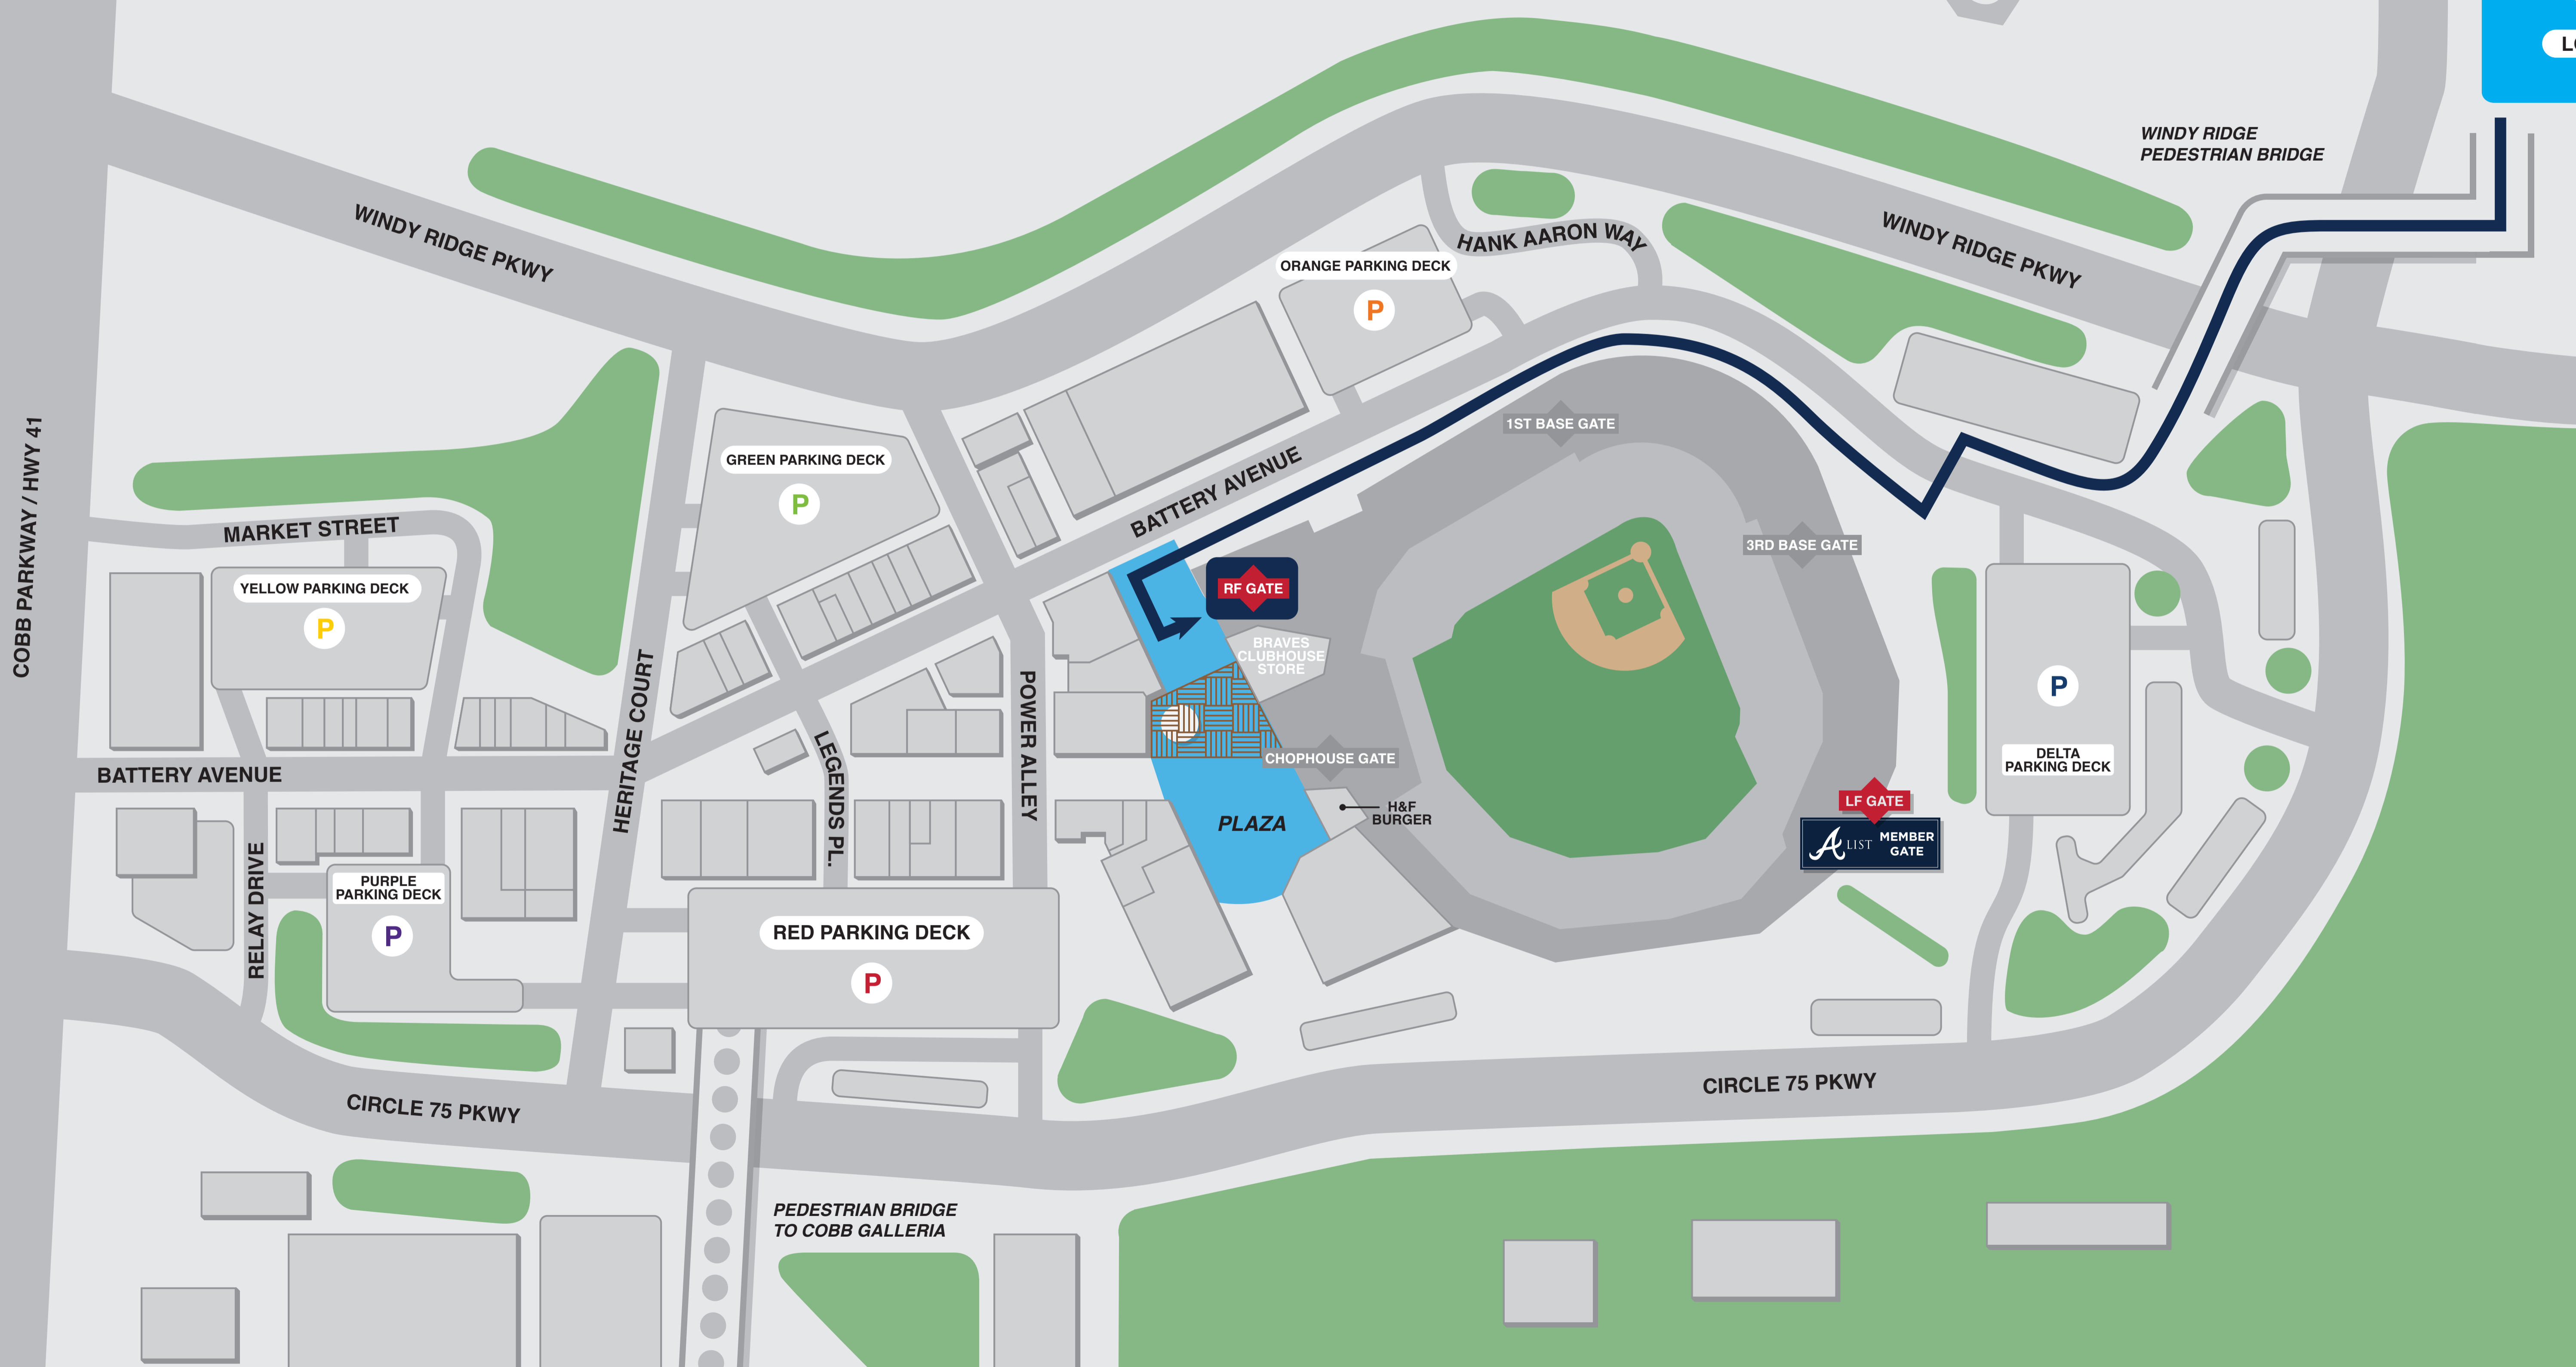 WINDY RIDGE
PEDESTRIAN BRIDGE
WINDY RIDGE PKWY
HANK AARON WAY
WINDY RIDGE PKWY
ORANGE PARKING DECK
P
1ST BASE GATE
GREEN PARKING DECK
P
BATTERY AVENUE
COBB PARKWAY / HWY 41
MARKET STREET
3RD BASE GATE
YELLOW PARKING DECK
P
RF GATE
BRAVES
CLUBHOUSE
STORE
HERITAGE COURT
POWER ALLEY
LEGENDS PL.
P
DELTA
PARKING DECK
CHOPHOUSE GATE
BATTERY AVENUE
H&F
BURGER
PLAZA
LF GATE
A LIST
MEMBER
GATE
RELAY DRIVE
PURPLE
PARKING DECK
P
RED PARKING DECK
P
CIRCLE 75 PKWY
CIRCLE 75 PKWY
PEDESTRIAN BRIDGE
TO COBB GALLERIA